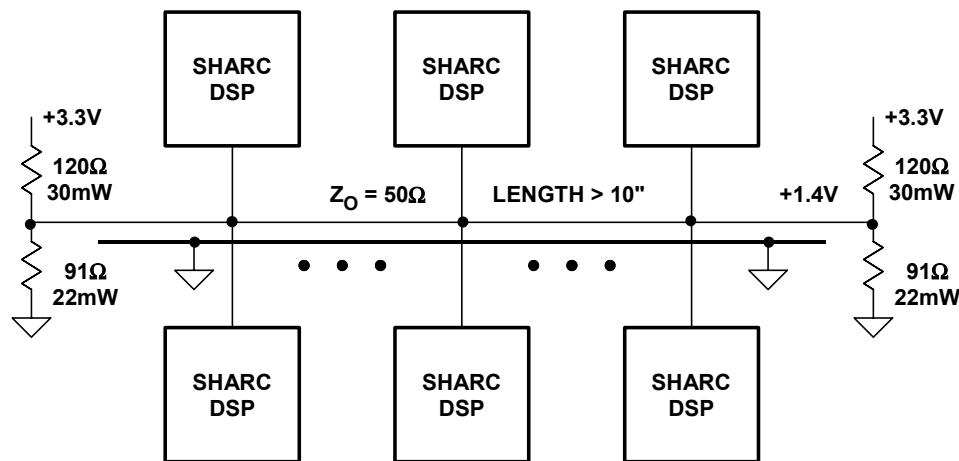 SHARC
DSP
SHARC
DSP
SHARC
DSP
+3.3V
120Ω
30mW
+3.3V
120Ω
30mW
ZO = 50Ω
LENGTH > 10"
+1.4V
91Ω
22mW
91Ω
22mW
SHARC
DSP
SHARC
DSP
SHARC
DSP